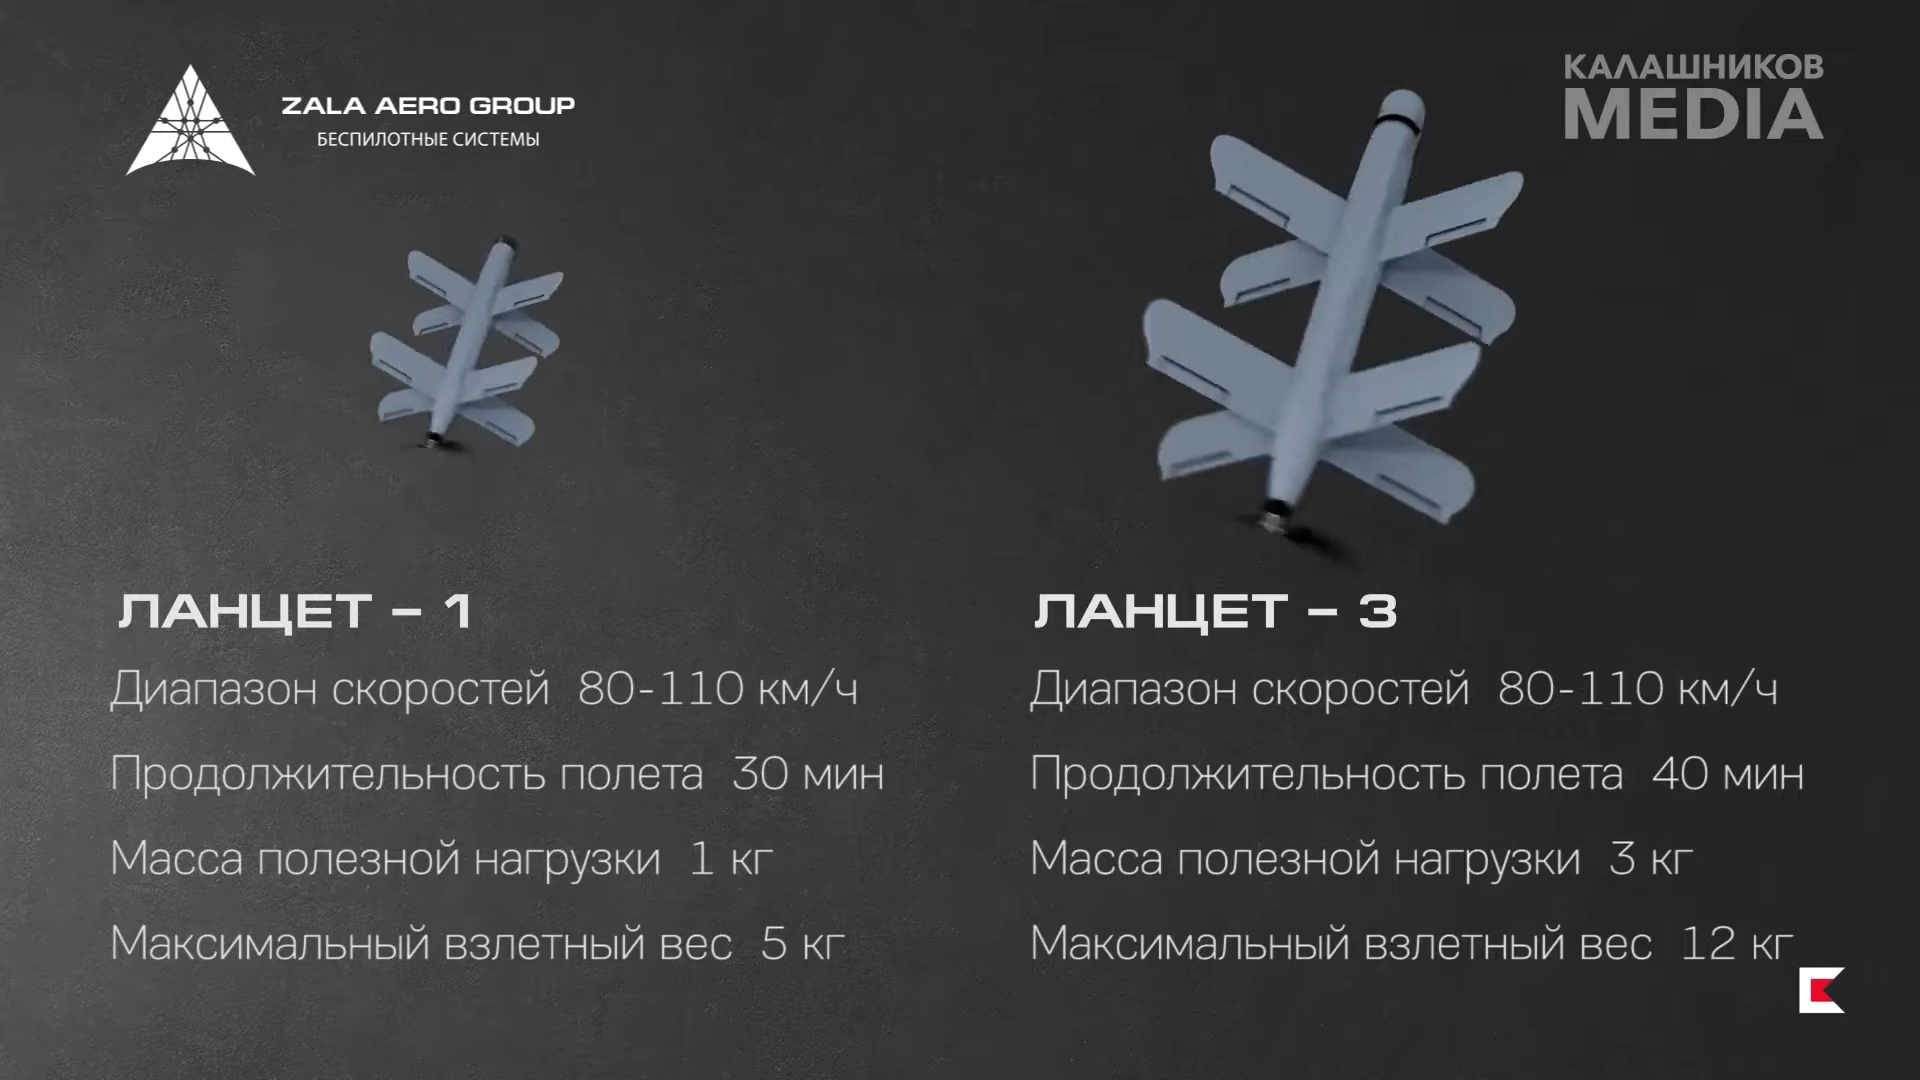 ZALA AERO GROUP
БЕСПИЛОТНЫЕ СИСТЕМЫ
КАЛАШНИКОВ
MEDIA
ЛАНЦЕТ – 1
Диапазон скоростей 80-110 км/ч
Продолжительность полета 30 мин
Масса полезной нагрузки 1 кг
Максимальный взлетный вес 5 кг
ЛАНЦЕТ – 3
Диапазон скоростей 80-110 км/ч
Продолжительность полета 40 мин
Масса полезной нагрузки 3 кг
Максимальный взлетный вес 12 кг